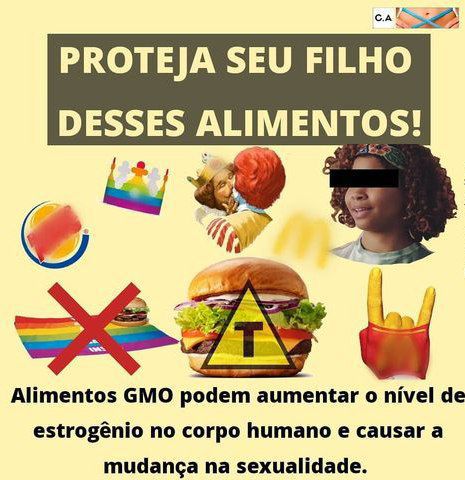 C.A
PROTEJA SEU FILHO
DESSES ALIMENTOS!
T
Alimentos GMO podem aumentar o nível de
estrogênio no corpo humano e causar a
mudança na sexualidade.